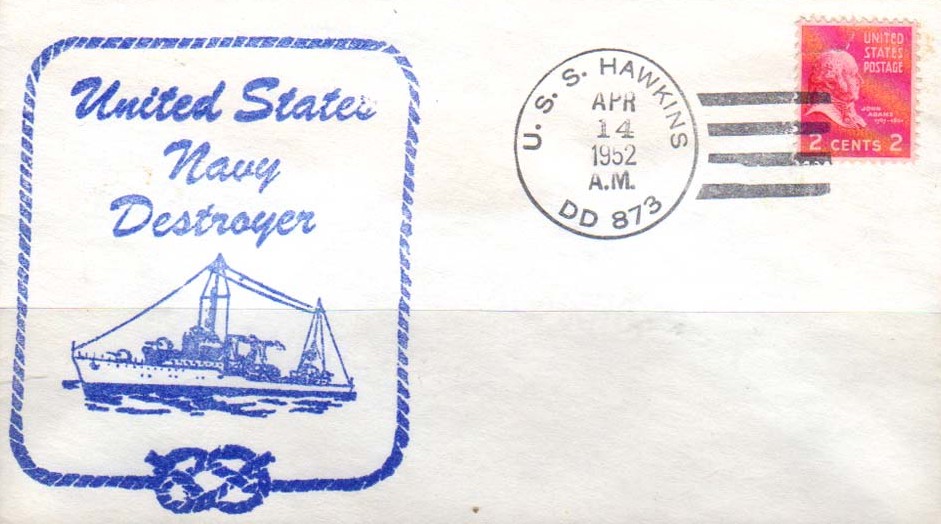 United States
Navy
Destroyer
U. S. S. HAWKINS
APR
14
1952
A.M.
DD 873
UNITED
STATES
POSTAGE
JOHN
ADAMS
2 CENTS 2